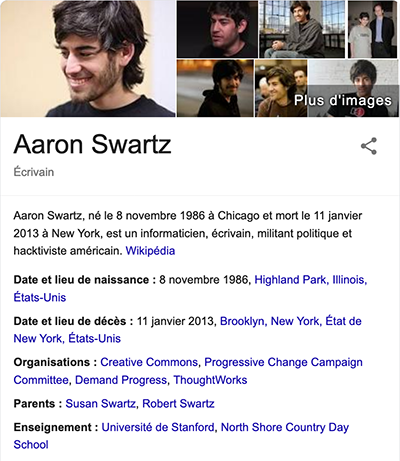 Plus d'images
Aaron Swartz
Écrivain
Aaron Swartz, né le 8 novembre 1986 à Chicago et mort le 11 janvier
2013 à New York, est un informaticien, écrivain, militant politique et
hacktiviste américain. Wikipédia
Date et lieu de naissance : 8 novembre 1986, Highland Park, Illinois,
États-Unis
Date et lieu de décès : 11 janvier 2013, Brooklyn, New York, État de
New York, États-Unis
Organisations : Creative Commons, Progressive Change Campaign
Committee, Demand Progress, ThoughtWorks
Parents : Susan Swartz, Robert Swartz
Enseignement : Université de Stanford, North Shore Country Day
School